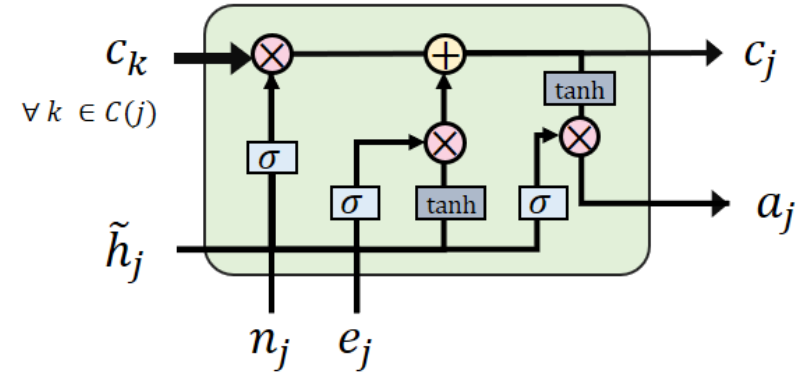 c_k × + c_j
∀ k ∈ C(j)
tanh
×
×
σ
σ
tanh
σ
a_j
h̃_j
n_j e_j